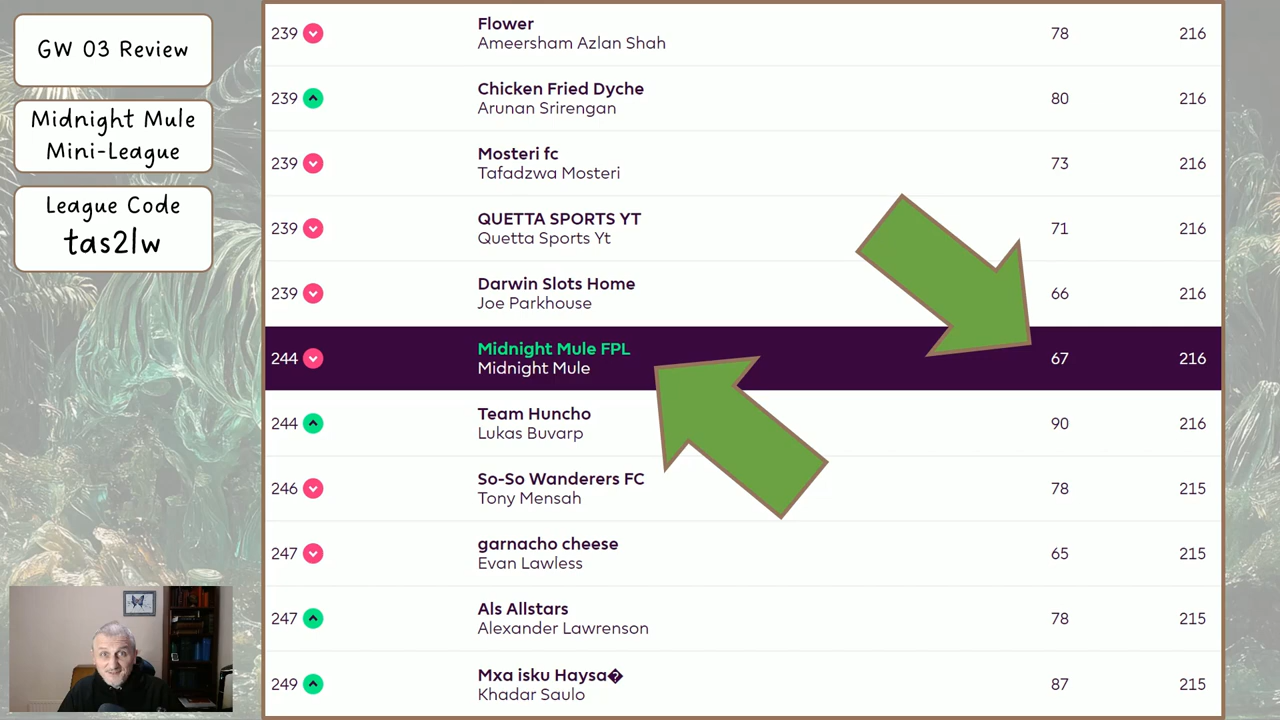 GW 03 Review
Midnight Mule
Mini-League
League Code
tas2lw
239 Flower 78 216
Ameersham Azlan Shah
239 Chicken Fried Dyche 80 216
Arunan Srirengan
239 Mosteri fc 73 216
Tafadzwa Mosteri
239 QUETTA SPORTS YT 71 216
Quetta Sports Yt
239 Darwin Slots Home 66 216
Joe Parkhouse
244 Midnight Mule FPL 67 216
Midnight Mule
244 Team Huncho 90 216
Lukas Buvarp
246 So-So Wanderers FC 78 215
Tony Mensah
247 garnacho cheese 65 215
Evan Lawless
247 Als Allstars 78 215
Alexander Lawrenson
249 Mxa isku Haysa� 87 215
Khadar Saulo